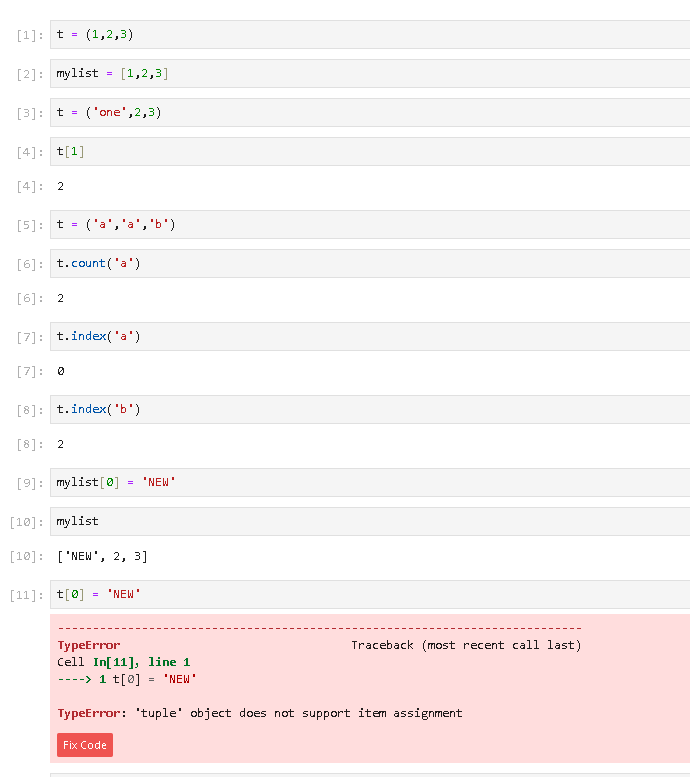 [1]: t = (1,2,3)
[2]: mylist = [1,2,3]
[3]: t = ('one',2,3)
[4]: t[1]
[4]: 2
[5]: t = ('a','a','b')
[6]: t.count('a')
[6]: 2
[7]: t.index('a')
[7]: 0
[8]: t.index('b')
[8]: 2
[9]: mylist[0] = 'NEW'
[10]: mylist
[10]: ['NEW', 2, 3]
[11]: t[0] = 'NEW'
---------------------------------------------------------------------------
TypeError                                 Traceback (most recent call last)
Cell In[11], line 1
----> 1 t[0] = 'NEW'
TypeError: 'tuple' object does not support item assignment
Fix Code